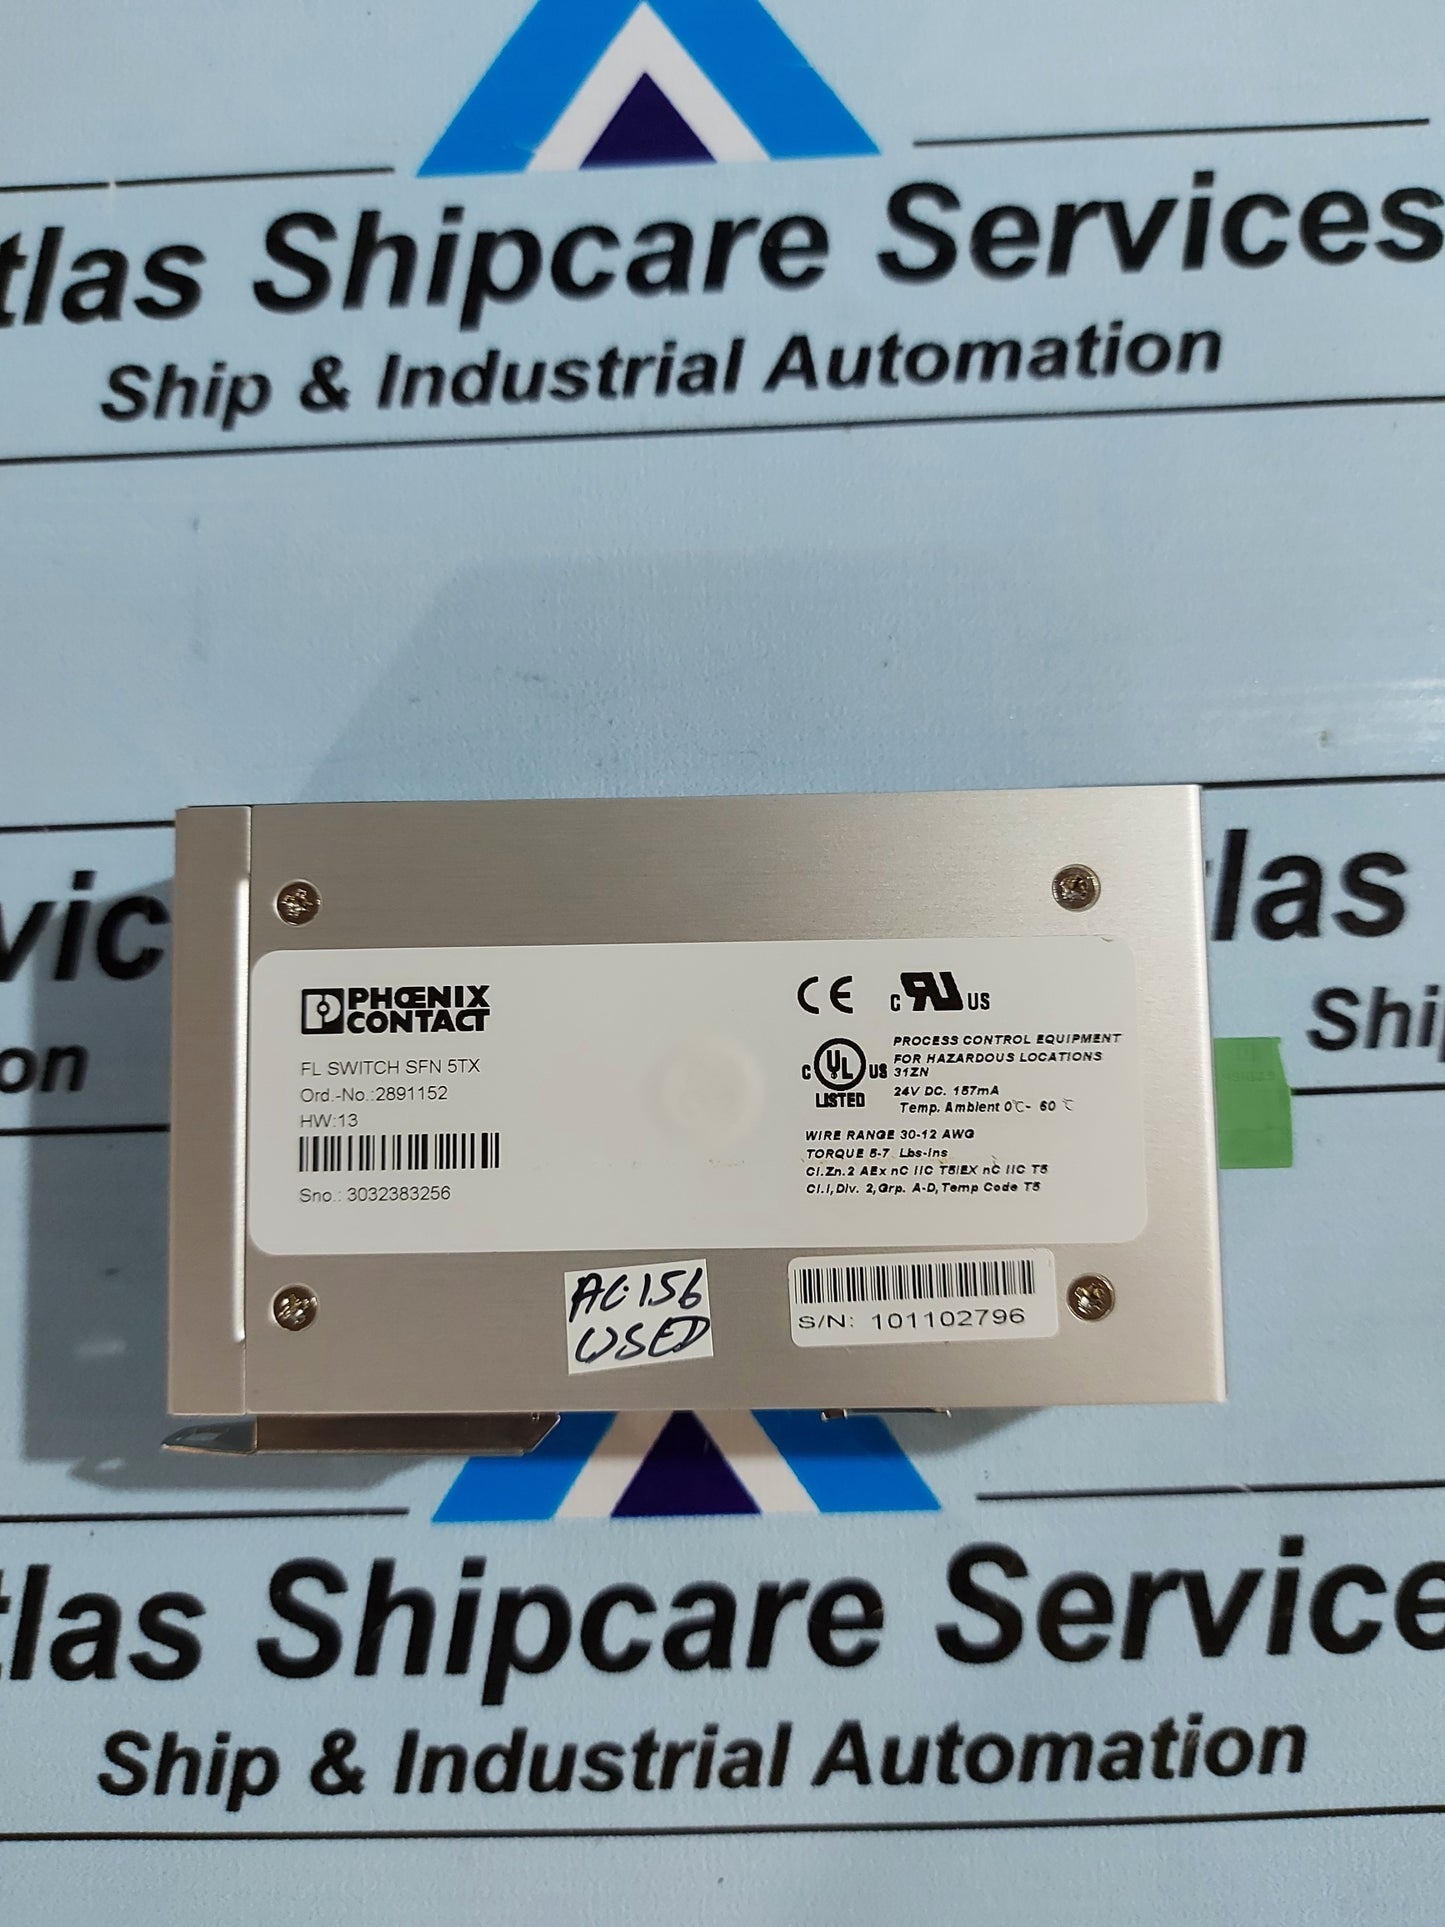 tlas Shipcare Services
Ship & Industrial Automation
vic
on
las
Shi
PHŒNIX
CONTACT
FL SWITCH SFN 5TX
Ord.-No.:2891152
HW:13
Sno.: 3032383256
CE
c RU US
c UL US
LISTED
PROCESS CONTROL EQUIPMENT
FOR HAZARDOUS LOCATIONS
31ZN
24V DC. 157mA
Temp. Ambient 0℃- 60 ℃
WIRE RANGE 30-12 AWG
TORQUE 5-7 Lbs-Ins
Cl.Zn.2 AEx nC IIC T5/EX nC IIC T5
Cl.I,Div. 2,Grp. A-D,Temp Code T5
AC.156
USED
S/N: 101102796
tlas Shipcare Service
Ship & Industrial Automation